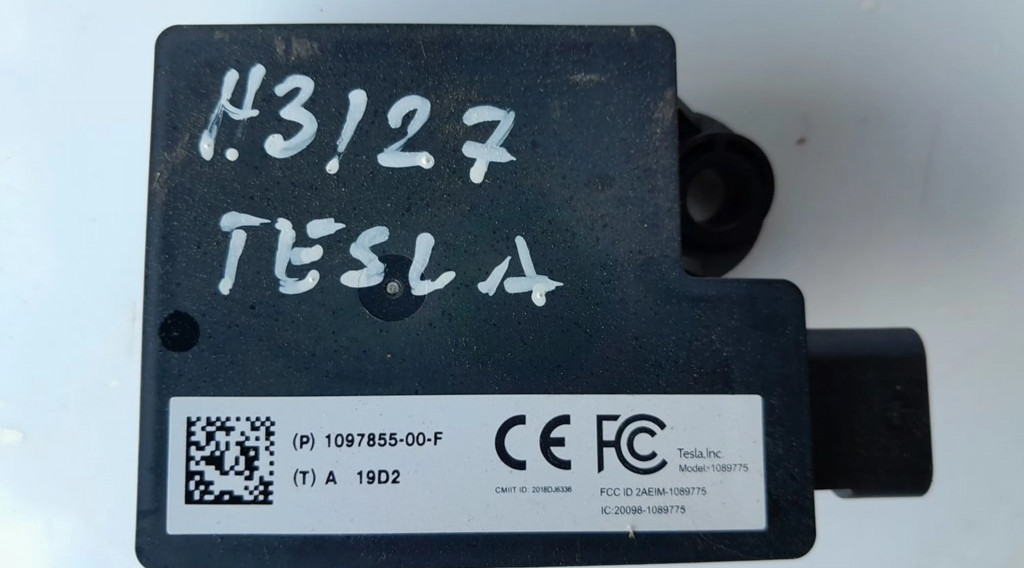 H3127
TESLA
(P) 1097855-00-F
(T) A 19D2
CE FC
Tesla,Inc.
Model:1089775
CMIIT ID: 2018DJ6336
FCC ID 2AEIM-1089775
IC:20098-1089775